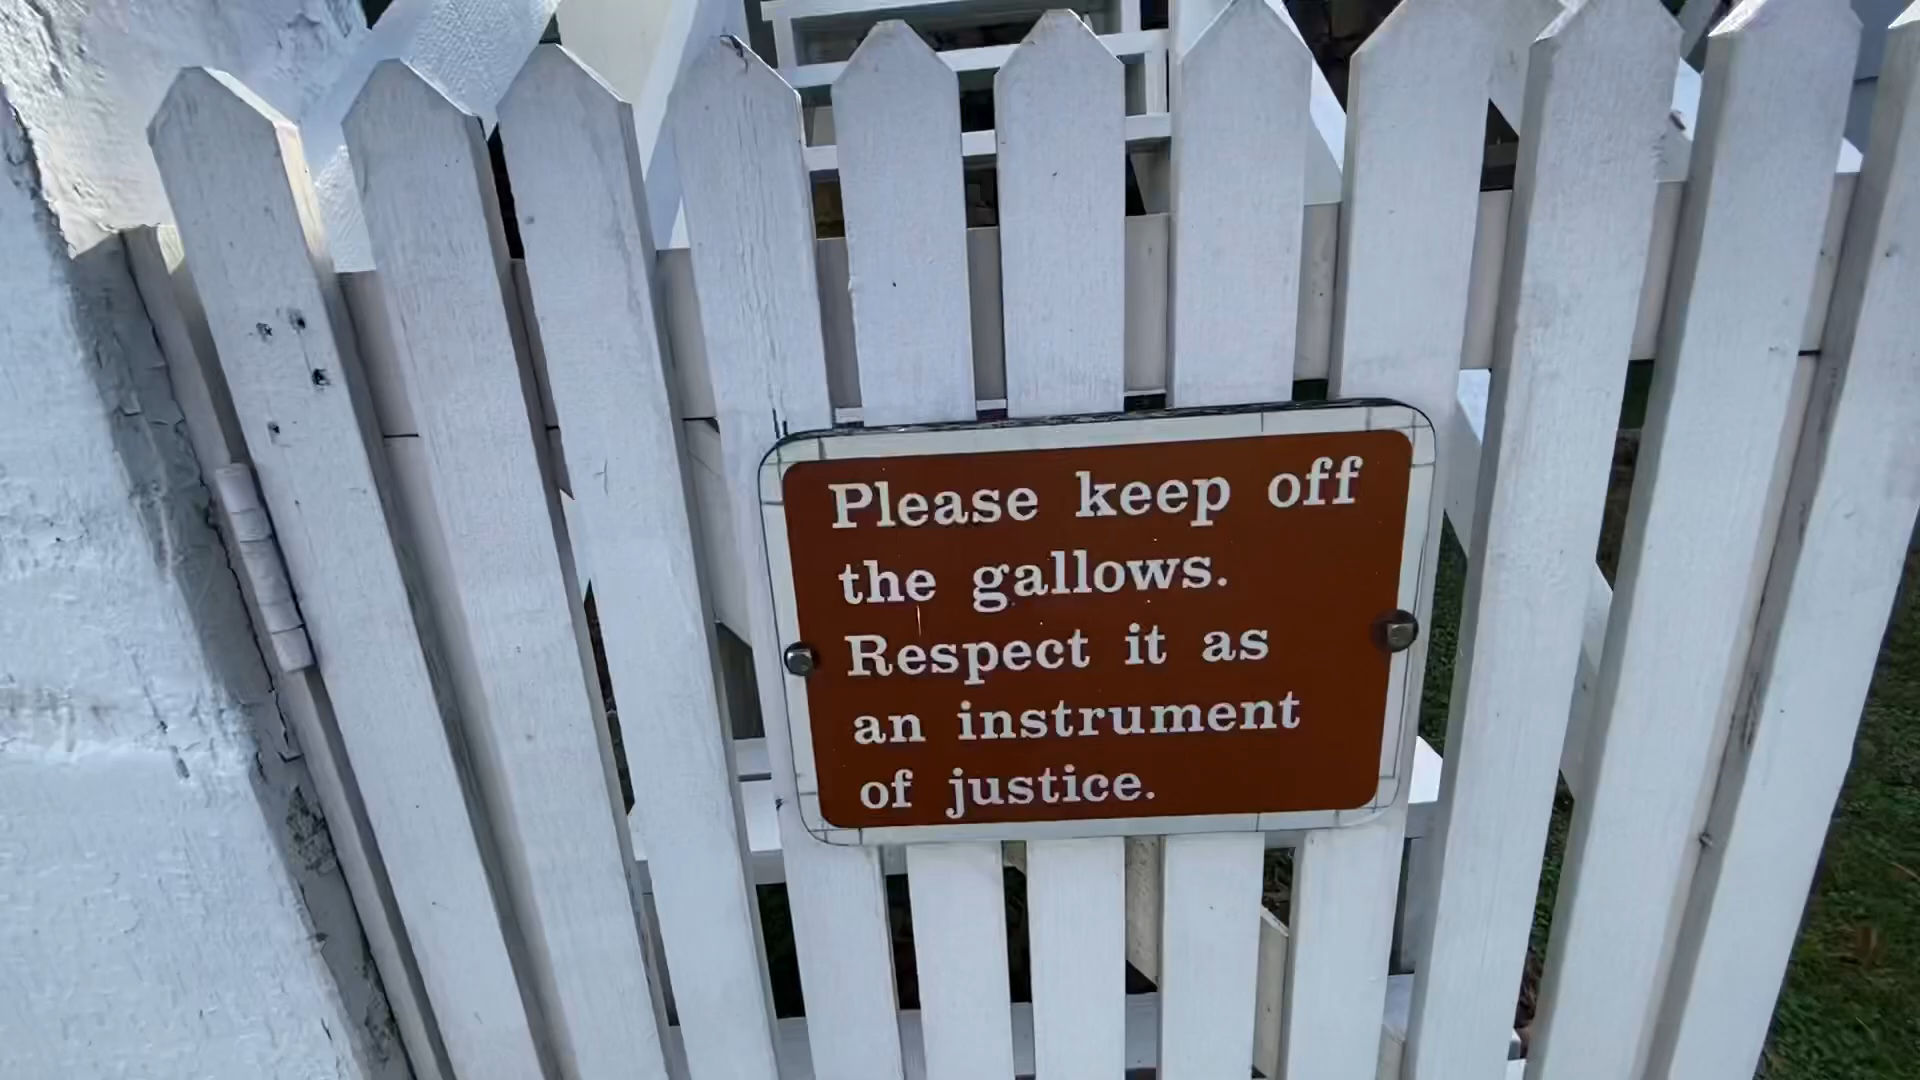 Please keep off
the gallows.
Respect it as
an instrument
of justice.